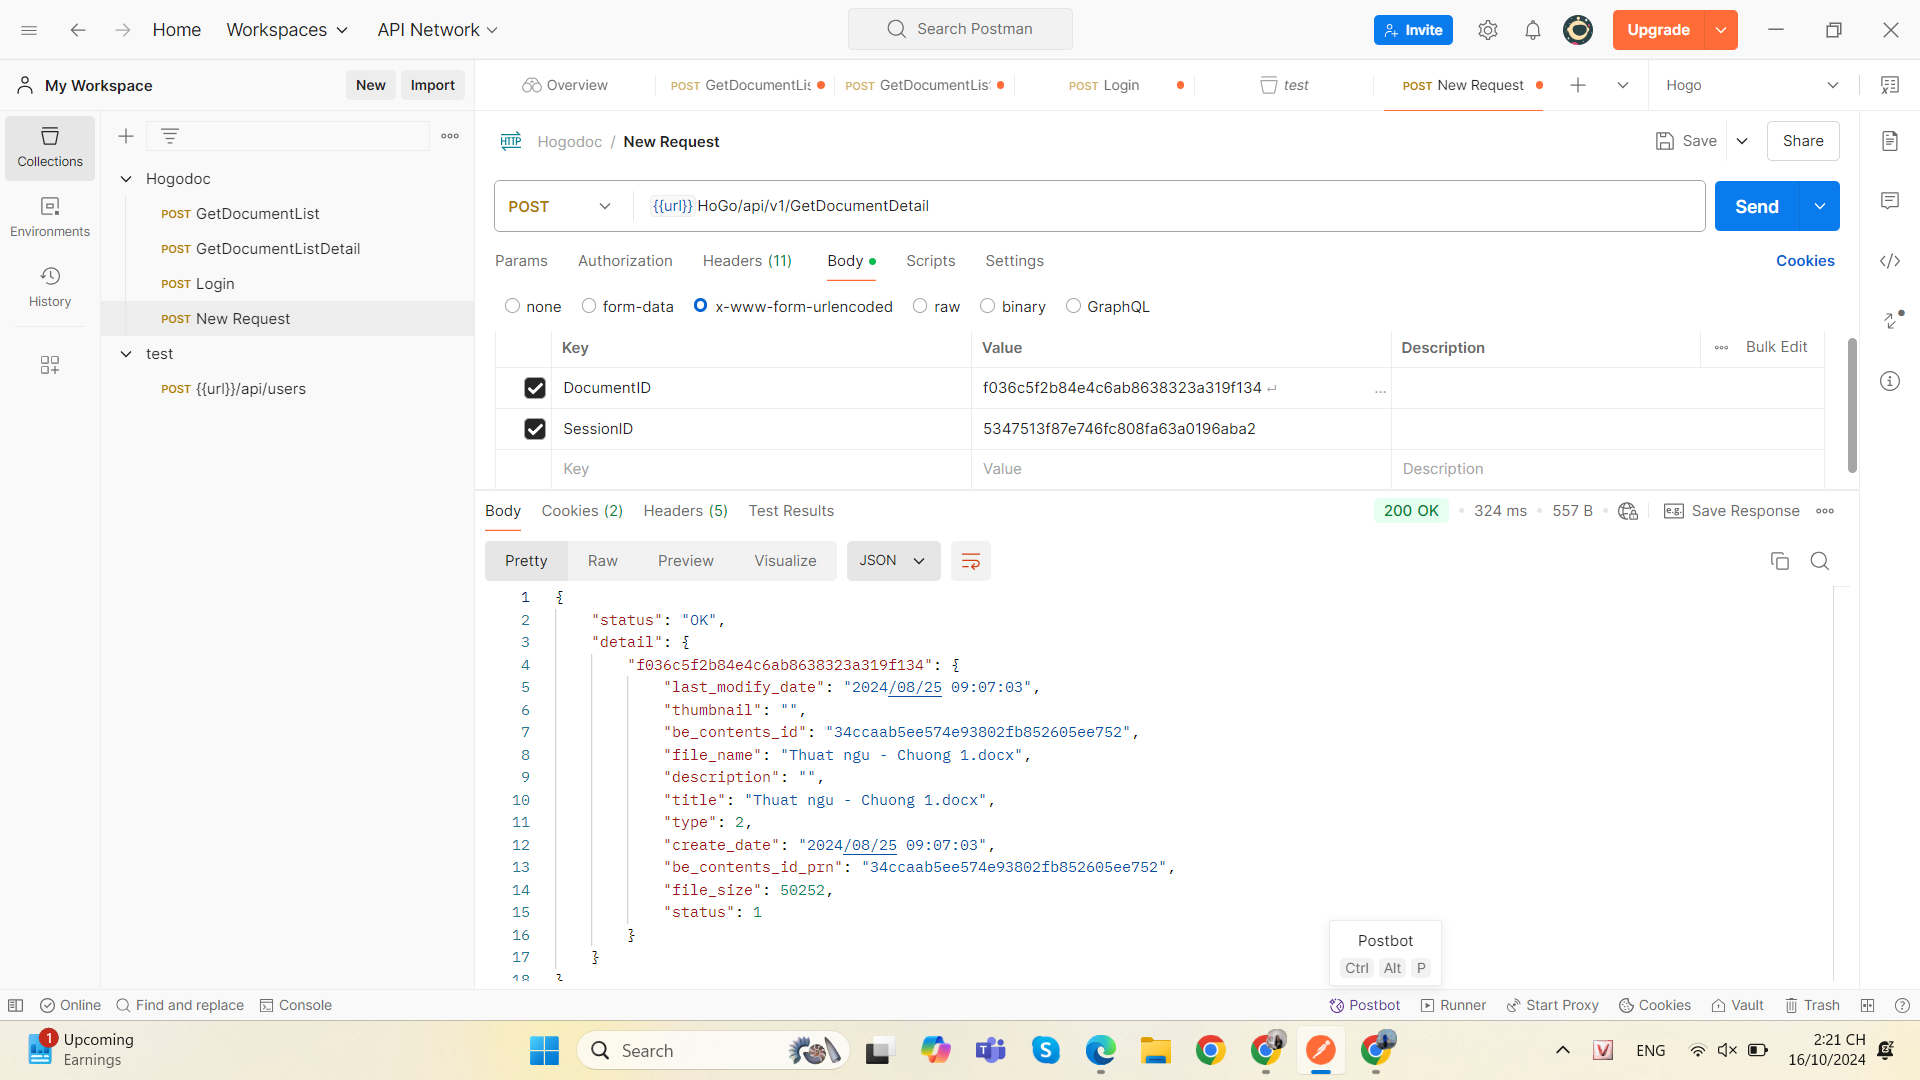 Home Workspaces API Network Search Postman Invite Upgrade
My Workspace New Import Overview POST GetDocumentLis POST GetDocumentLis POST Login test POST New Request Hogo
Collections
Environments
History
Hogodoc
POST GetDocumentList
POST GetDocumentListDetail
POST Login
POST New Request
test
POST {{url}}/api/users
HTTP Hogodoc / New Request Save Share
POST {{url}} HoGo/api/v1/GetDocumentDetail Send
Params Authorization Headers (11) Body Scripts Settings Cookies
none form-data x-www-form-urlencoded raw binary GraphQL
Key Value Description Bulk Edit
DocumentID f036c5f2b84e4c6ab8638323a319f134 ↵ ...
SessionID 5347513f87e746fc808fa63a0196aba2
Key Value Description
Body Cookies (2) Headers (5) Test Results 200 OK 324 ms 557 B e.g. Save Response
Pretty Raw Preview Visualize JSON
1 {
2 "status": "OK",
3 "detail": {
4 "f036c5f2b84e4c6ab8638323a319f134": {
5 "last_modify_date": "2024/08/25 09:07:03",
6 "thumbnail": "",
7 "be_contents_id": "34ccaab5ee574e93802fb852605ee752",
8 "file_name": "Thuat ngu - Chuong 1.docx",
9 "description": "",
10 "title": "Thuat ngu - Chuong 1.docx",
11 "type": 2,
12 "create_date": "2024/08/25 09:07:03",
13 "be_contents_id_prn": "34ccaab5ee574e93802fb852605ee752",
14 "file_size": 50252,
15 "status": 1
16 }
17 }
18 }
Postbot
Ctrl Alt P
Online Find and replace Console Postbot Runner Start Proxy Cookies Vault Trash
1 Upcoming
Earnings
Search
ENG
2:21 CH
16/10/2024